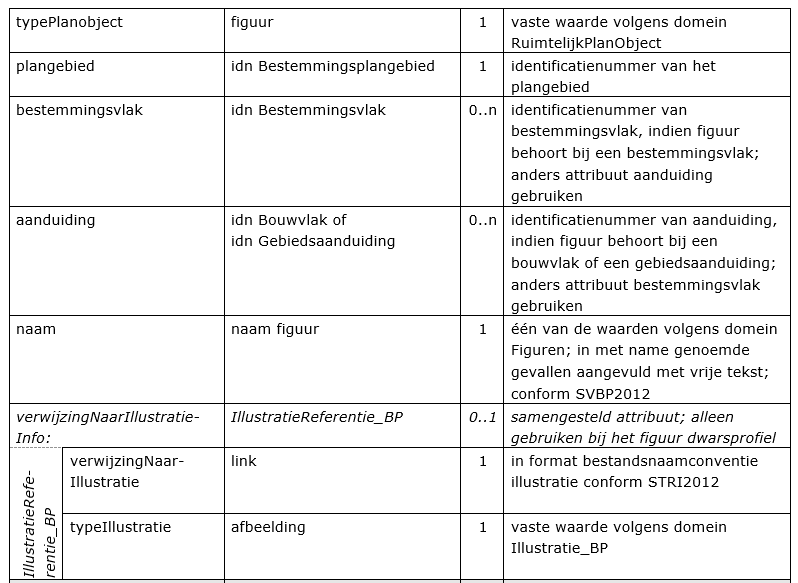 typePlanobject figuur 1 vaste waarde volgens domein
RuimtelijkPlanObject
plangebied idn Bestemmingsplangebied 1 identificatienummer van het
plangebied
bestemmingsvlak idn Bestemmingsvlak 0..n identificatienummer van
bestemmingsvlak, indien figuur
behoort bij een bestemmingsvlak;
anders attribuut aanduiding
gebruiken
aanduiding idn Bouwvlak of 0..n identificatienummer van aanduiding,
idn Gebiedsaanduiding indien figuur behoort bij een
bouwvlak of een gebiedsaanduiding;
anders attribuut bestemmingsvlak
gebruiken
naam naam figuur 1 één van de waarden volgens domein
Figuren; in met name genoemde
gevallen aangevuld met vrije tekst;
conform SVBP2012
verwijzingNaarIllustratie- IllustratieReferentie_BP 0..1 samengesteld attribuut; alleen
Info: gebruiken bij het figuur dwarsprofiel
IllustratieRefe-
rentie_BP
verwijzingNaar- link 1 in format bestandsnaamconventie
Illustratie illustratie conform STRI2012
typeIllustratie afbeelding 1 vaste waarde volgens domein
Illustratie_BP